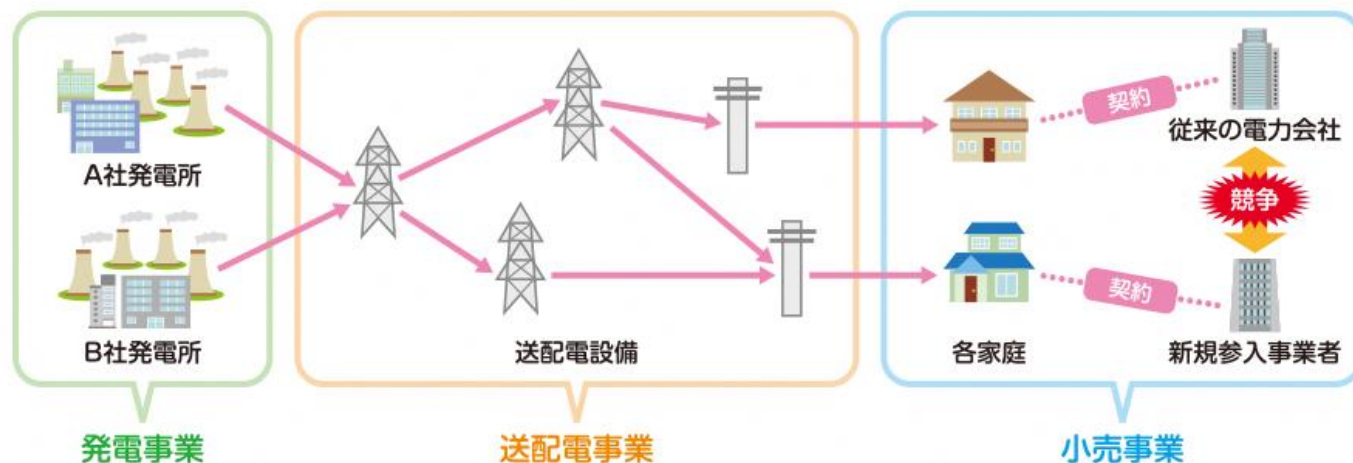 A社発電所
B社発電所
発電事業
送配電設備
送配電事業
契約
従来の電力会社
競争
契約
各家庭
新規参入事業者
小売事業